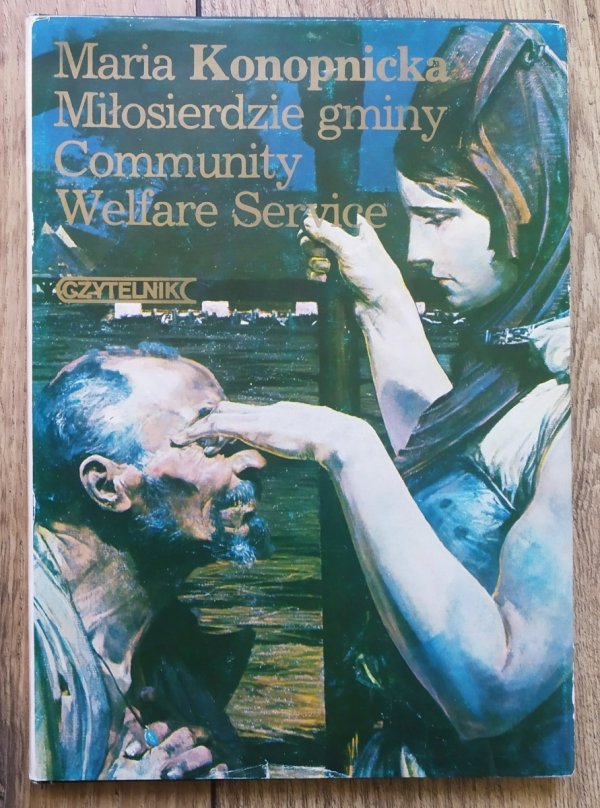 Maria Konopnicka
Miłosierdzie gminy
Community
Welfare Service
CZYTELNIK